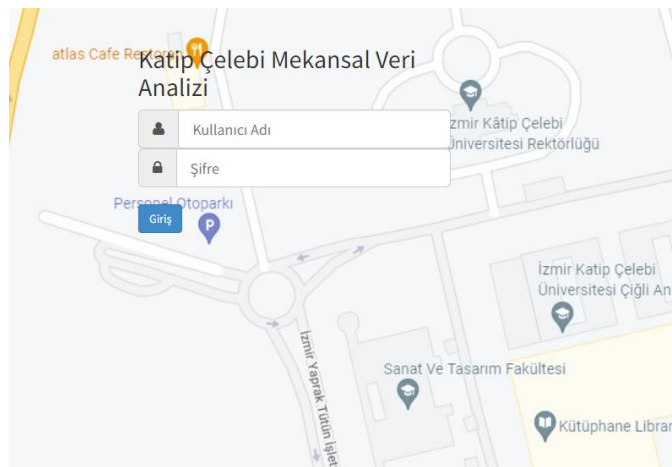 atlas Cafe Restoran
Katip Çelebi Mekansal Veri
Analizi
Kullanıcı Adı
zmir Kâtip Çelebi
niversitesi Rektörlüğü
Şifre
Personel Otoparkı
P
Giriş
İzmir Katip Çelebi
Üniversitesi Çiğli An
İzmir Yaprak Tütün İşlet
Sanat Ve Tasarım Fakültesi
Kütüphane Librar